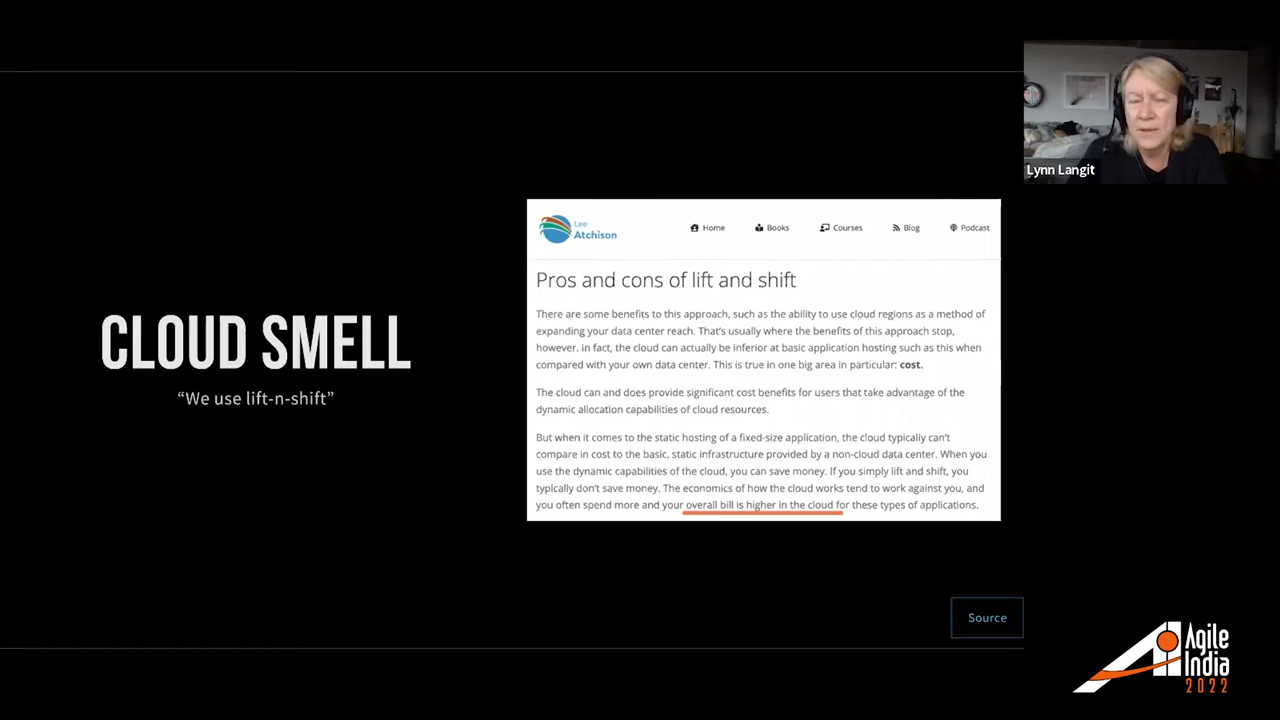 CLOUD SMELL
“We use lift-n-shift”
Lee
Atchison
Home
Books
Courses
Blog
Podcast
Pros and cons of lift and shift
There are some benefits to this approach, such as the ability to use cloud regions as a method of
expanding your data center reach. That’s usually where the benefits of this approach stop,
however. in fact, the cloud can actually be inferior at basic application hosting such as this when
compared with your own data center. This is true in one big area in particular: cost.
The cloud can and does provide significant cost benefits for users that take advantage of the
dynamic allocation capabilities of cloud resources.
But when it comes to the static hosting of a fixed-size application, the cloud typically can’t
compare in cost to the basic, static infrastructure provided by a non-cloud data center. When you
use the dynamic capabilities of the cloud, you can save money. If you simply lift and shift, you
typically don’t save money. The economics of how the cloud works tend to work against you, and
you often spend more and your overall bill is higher in the cloud for these types of applications.
Source
Lynn Langit
Agile
India
2022